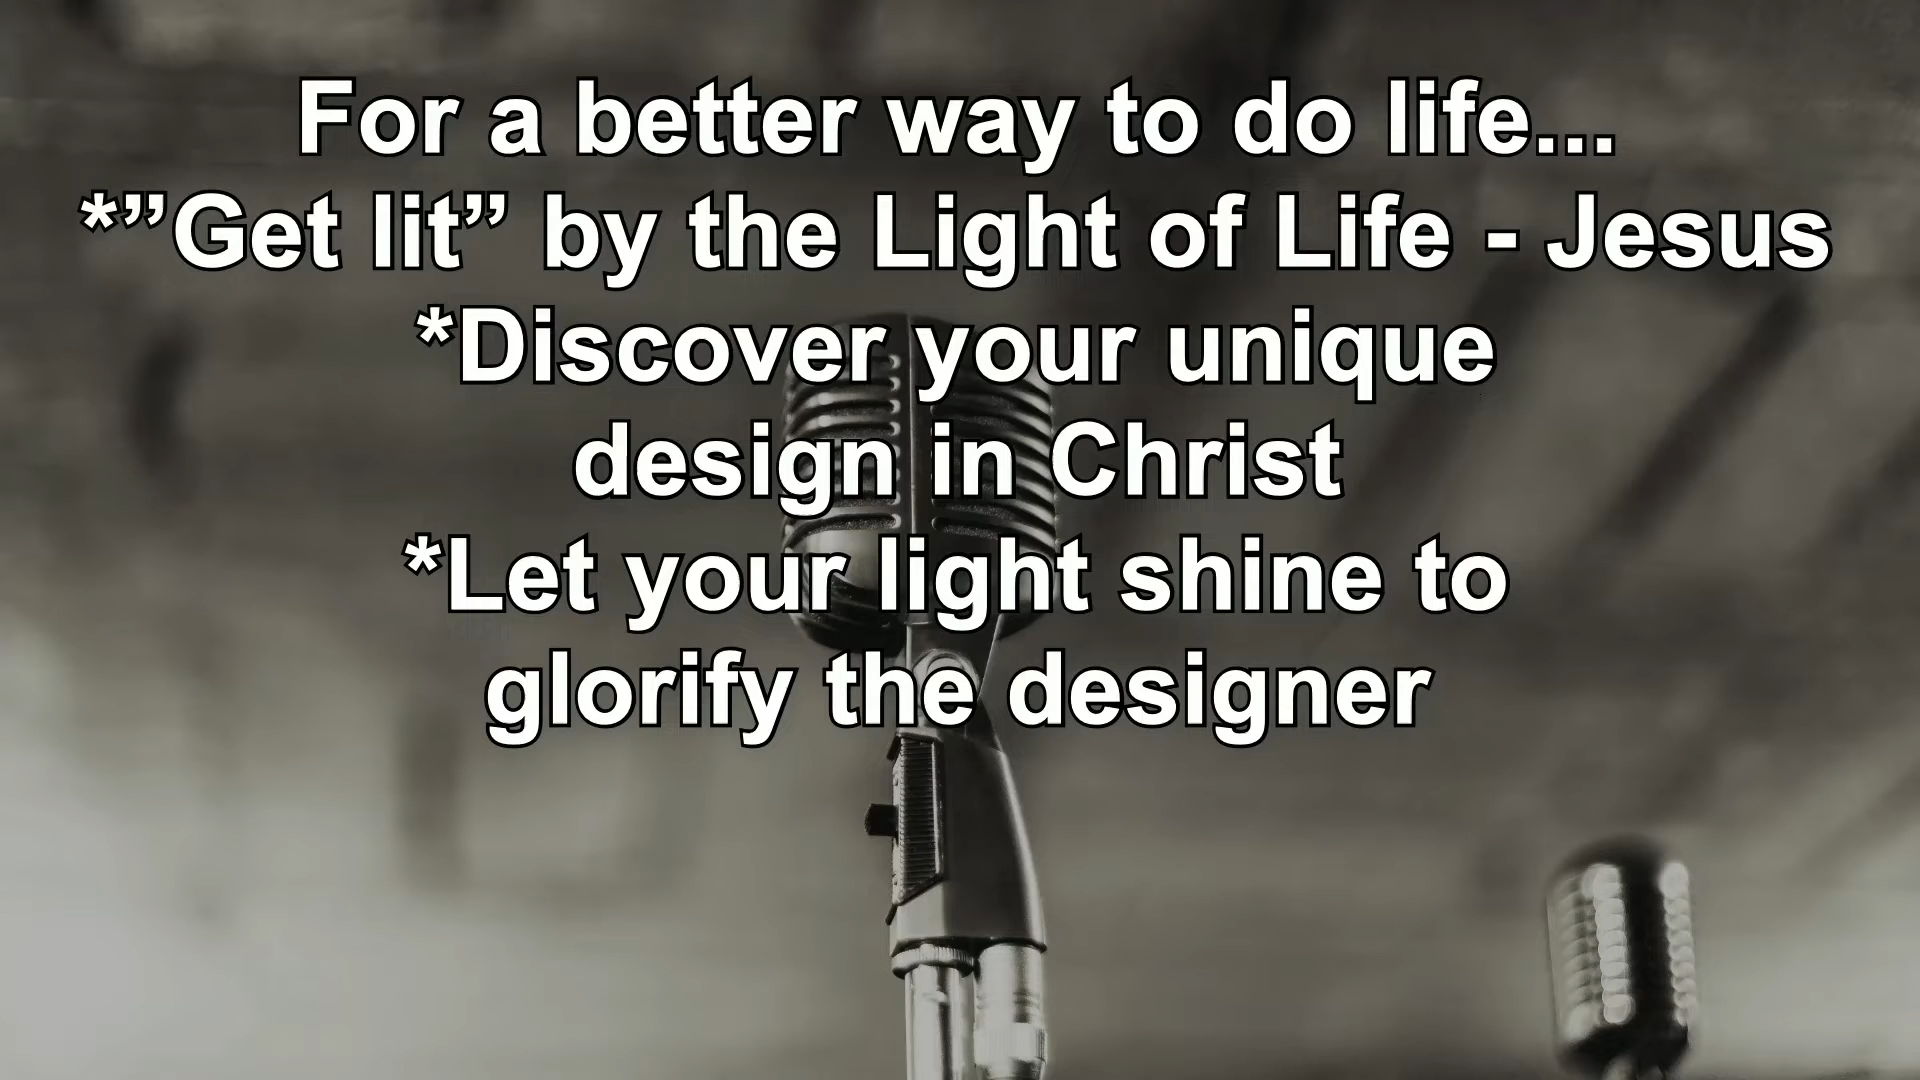 For a better way to do life...
*”Get lit” by the Light of Life - Jesus
*Discover your unique
design in Christ
*Let your light shine to
glorify the designer